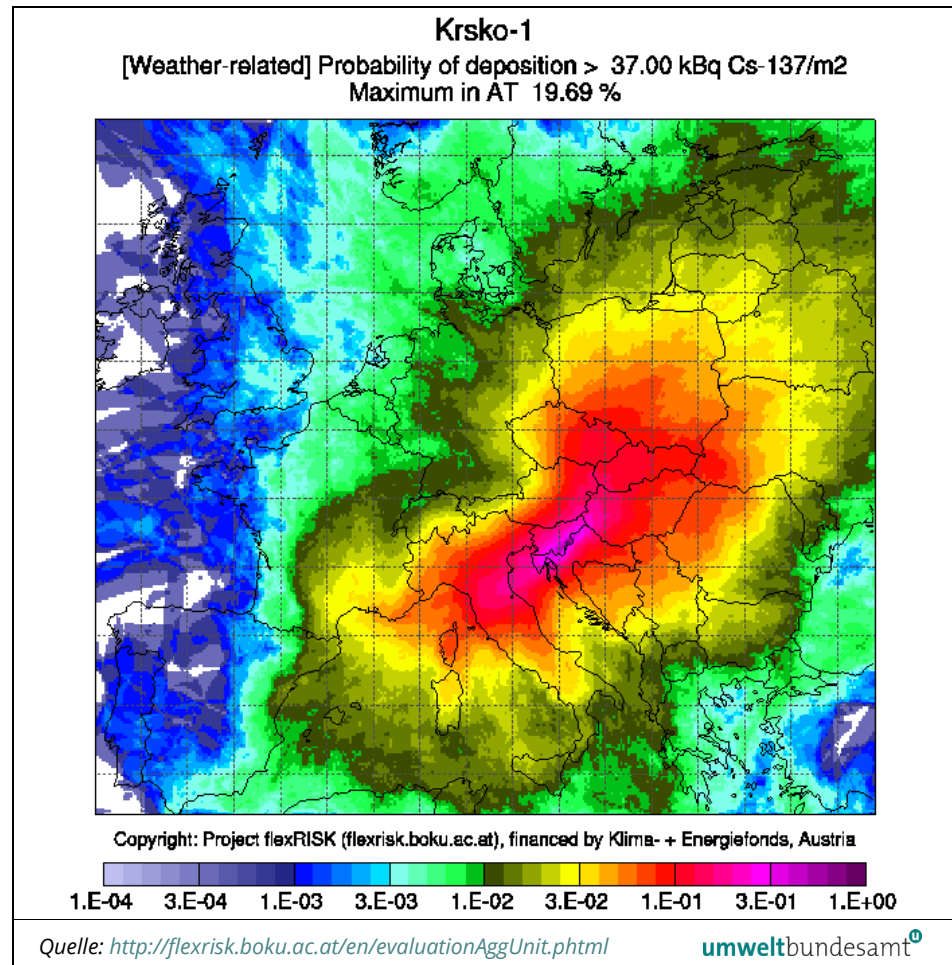 Krsko-1
[Weather-related] Probability of deposition > 37.00 kBq Cs-137/m2
Maximum in AT 19.69 %
Copyright: Project flexRISK (flexrisk.boku.ac.at), financed by Klima- + Energiefonds, Austria
1.E-04 3.E-04 1.E-03 3.E-03 1.E-02 3.E-02 1.E-01 3.E-01 1.E+00
Quelle: http://flexrisk.boku.ac.at/en/evaluationAggUnit.phtml umweltbundesamt u